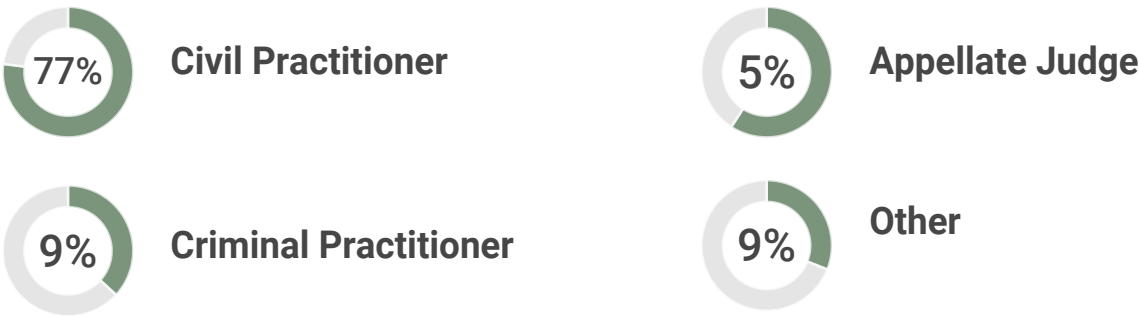 77%
Civil Practitioner
5%
Appellate Judge
9%
Criminal Practitioner
9%
Other